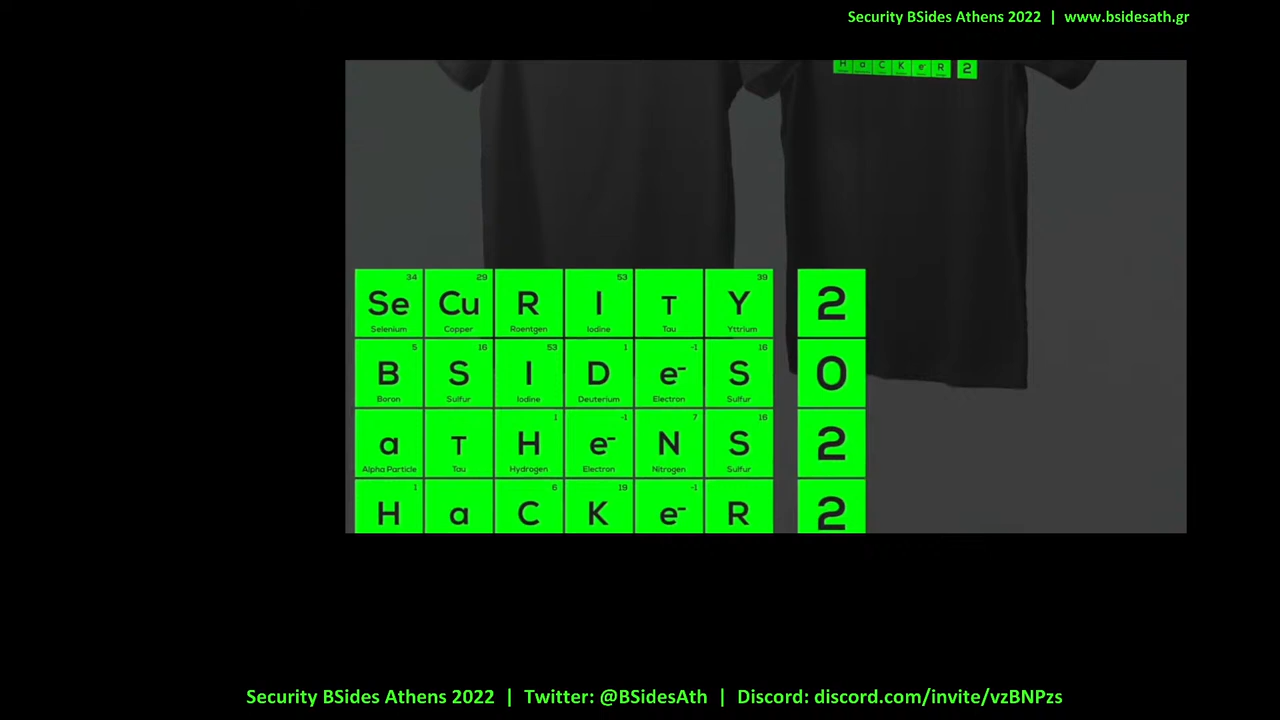 Security BSides Athens 2022 | www.bsidesath.gr
H a C K e- R 2
34 29 53 39
Se Cu R I T Y 2
Selenium Copper Roentgen Iodine Tau Yttrium
5 16 53 1 -1 16
B S I D e- S 0
Boron Sulfur Iodine Deuterium Electron Sulfur
1 -1 7 16
a T H e- N S 2
Alpha Particle Tau Hydrogen Electron Nitrogen Sulfur
1 6 19 -1
H a C K e- R 2
Security BSides Athens 2022 | Twitter: @BSidesAth | Discord: discord.com/invite/vzBNPzs